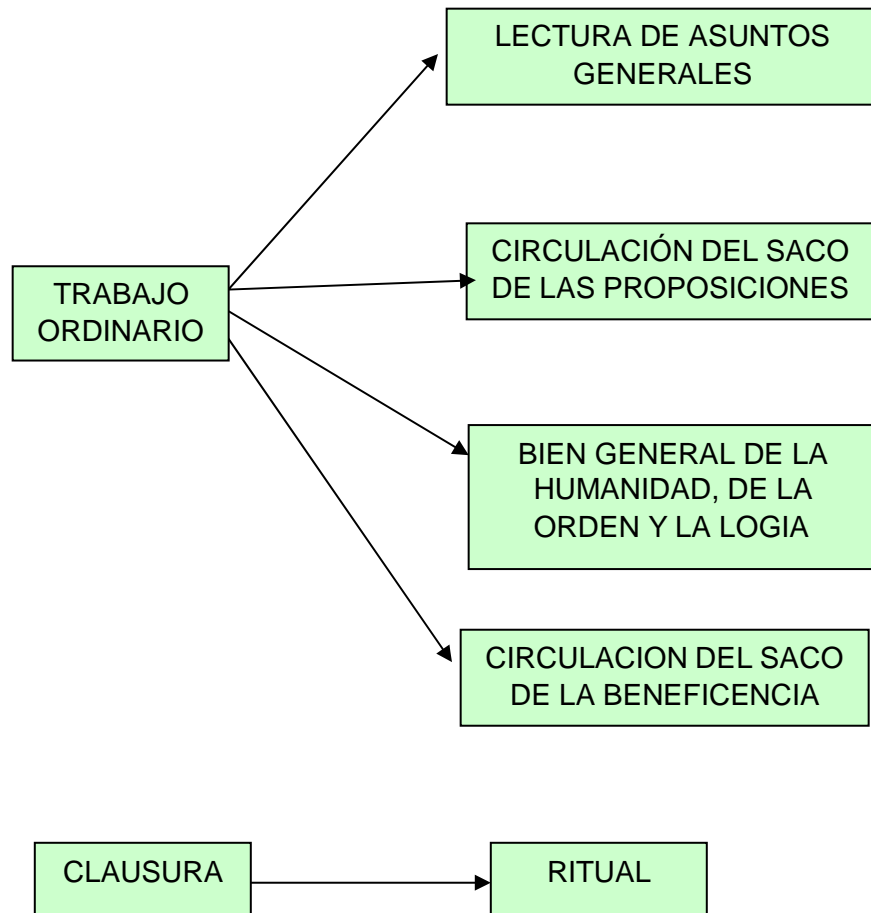 LECTURA DE ASUNTOS
GENERALES
CIRCULACIÓN DEL SACO
DE LAS PROPOSICIONES
TRABAJO
ORDINARIO
BIEN GENERAL DE LA
HUMANIDAD, DE LA
ORDEN Y LA LOGIA
CIRCULACION DEL SACO
DE LA BENEFICENCIA
CLAUSURA
RITUAL